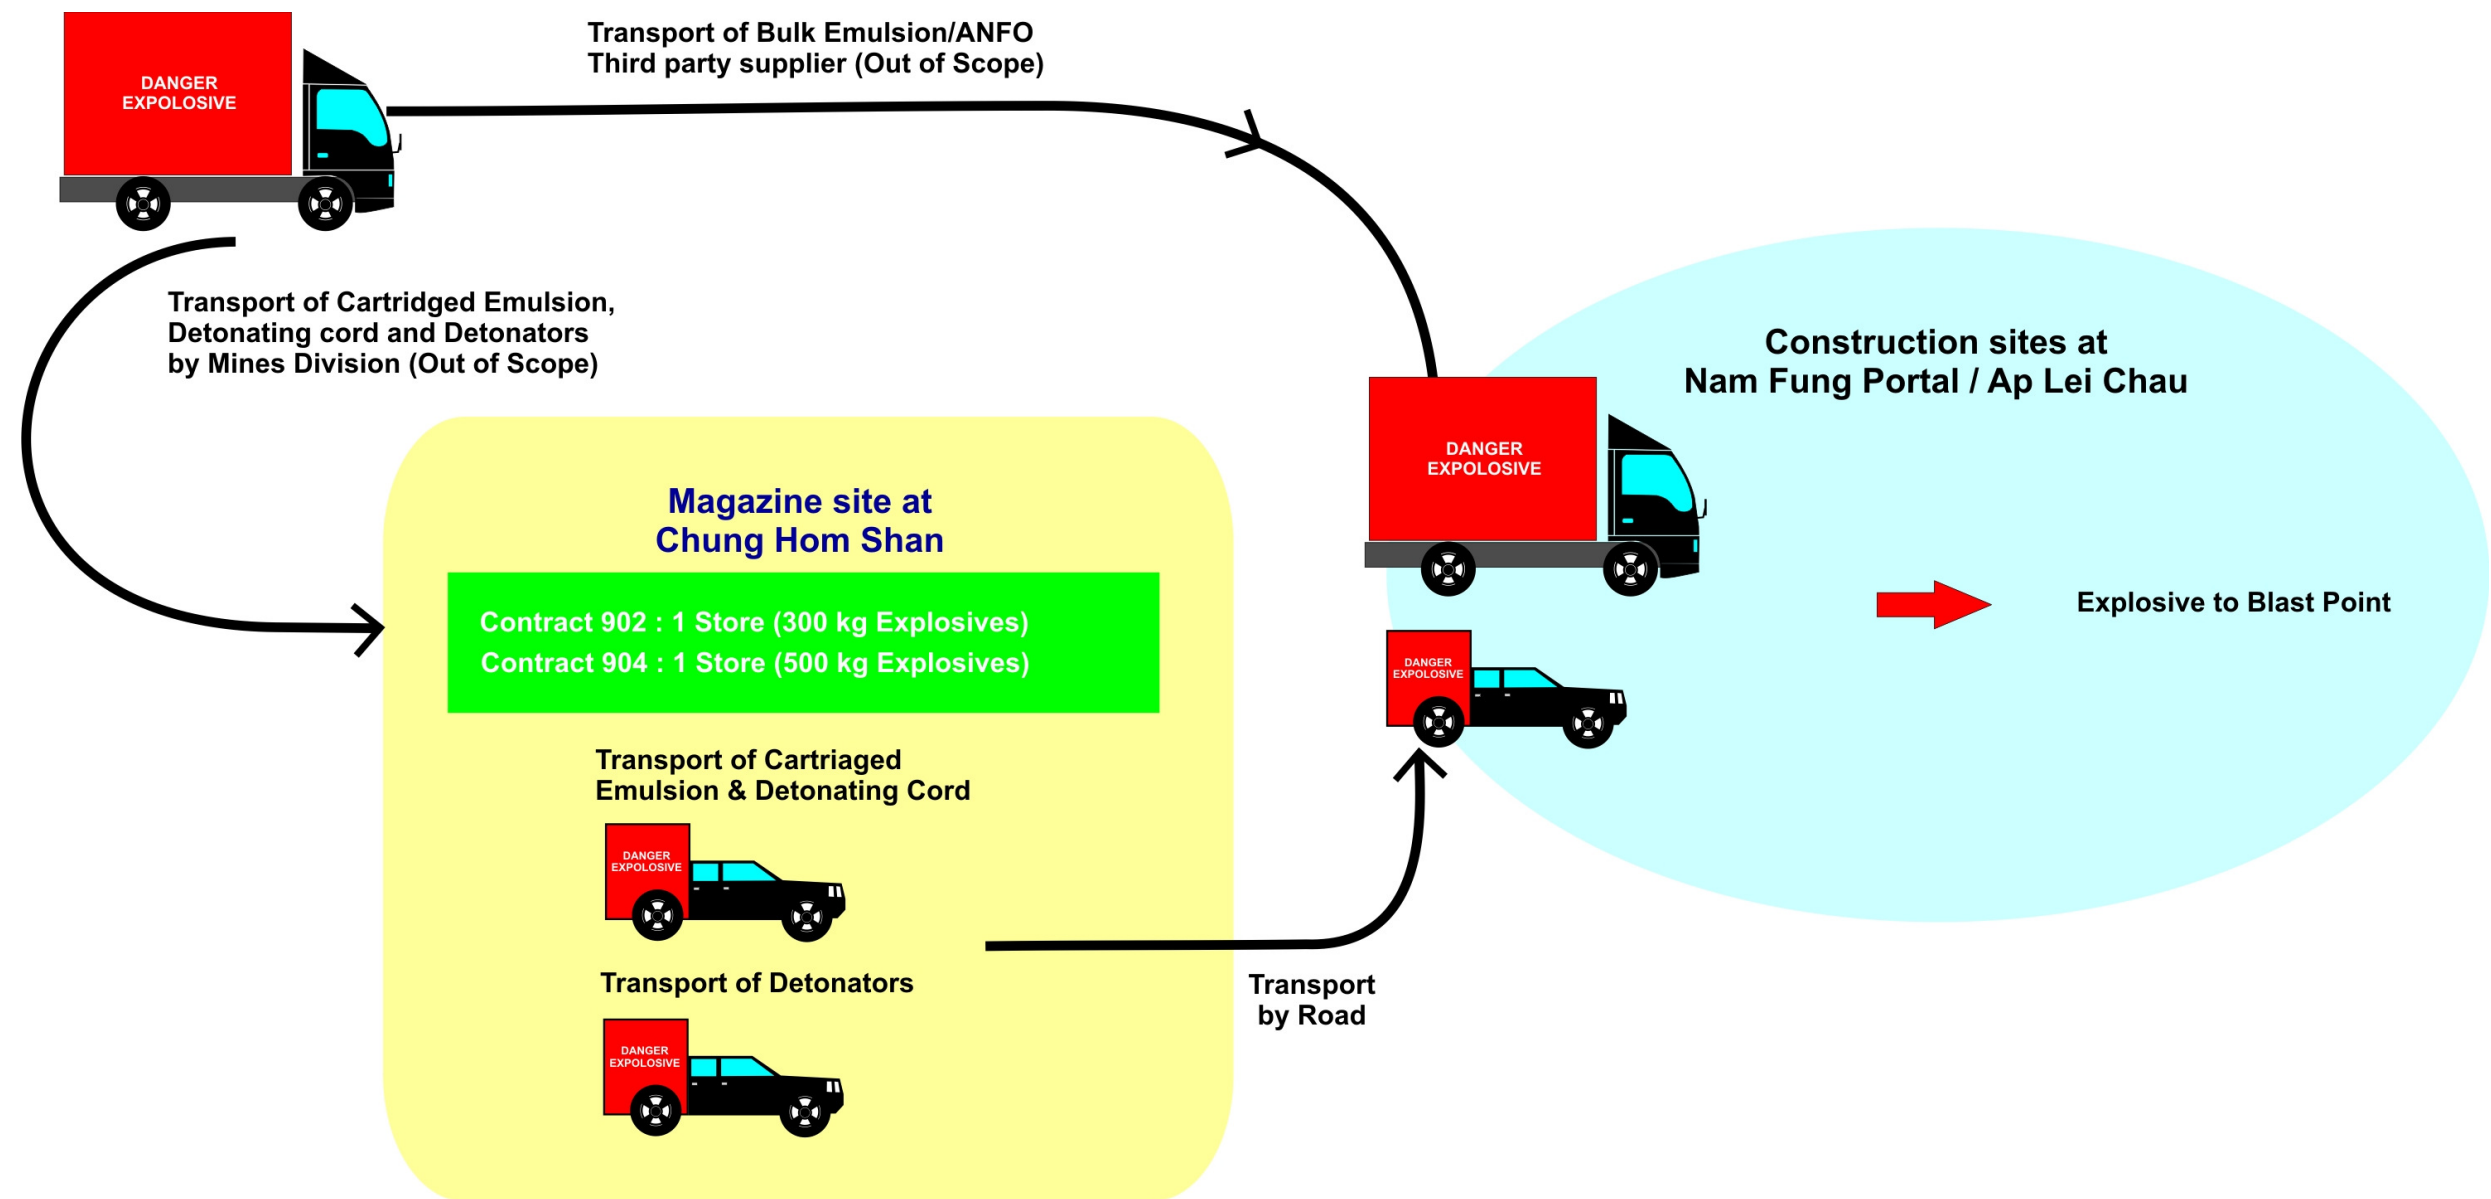 DANGER
EXPOLOSIVE
Transport of Bulk Emulsion/ANFO
Third party supplier (Out of Scope)
Transport of Cartridged Emulsion,
Detonating cord and Detonators
by Mines Division (Out of Scope)
Construction sites at
Nam Fung Portal / Ap Lei Chau
DANGER
EXPOLOSIVE
Magazine site at
Chung Hom Shan
Contract 902 : 1 Store (300 kg Explosives)
Contract 904 : 1 Store (500 kg Explosives)
Explosive to Blast Point
DANGER
EXPOLOSIVE
Transport of Cartriaged
Emulsion & Detonating Cord
DANGER
EXPOLOSIVE
Transport of Detonators
DANGER
EXPOLOSIVE
Transport
by Road